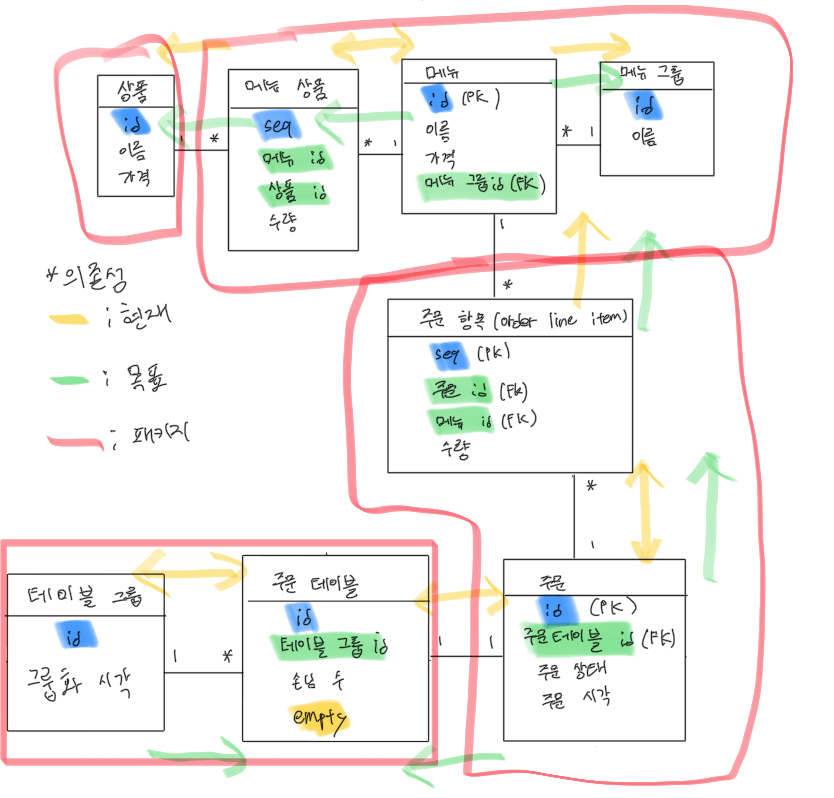 상품
id
이름
가격
메뉴 상품
seq
메뉴 id
상품 id
수량
메뉴
id (PK)
이름
가격
메뉴 그룹id (FK)
메뉴 그룹
id
이름
1
*
*
1
*
1
1
*
*의존성
; 현재
; 목표
; 패키지
주문 항목 (order line item)
seq (PK)
주문 id (FK)
메뉴 id (FK)
수량
*
1
테이블 그룹
id
그룹화 시각
1
*
주문 테이블
id
테이블 그룹 id
손님 수
empty
1
1
주문
id (PK)
주문테이블 id (FK)
주문 상태
주문 시각